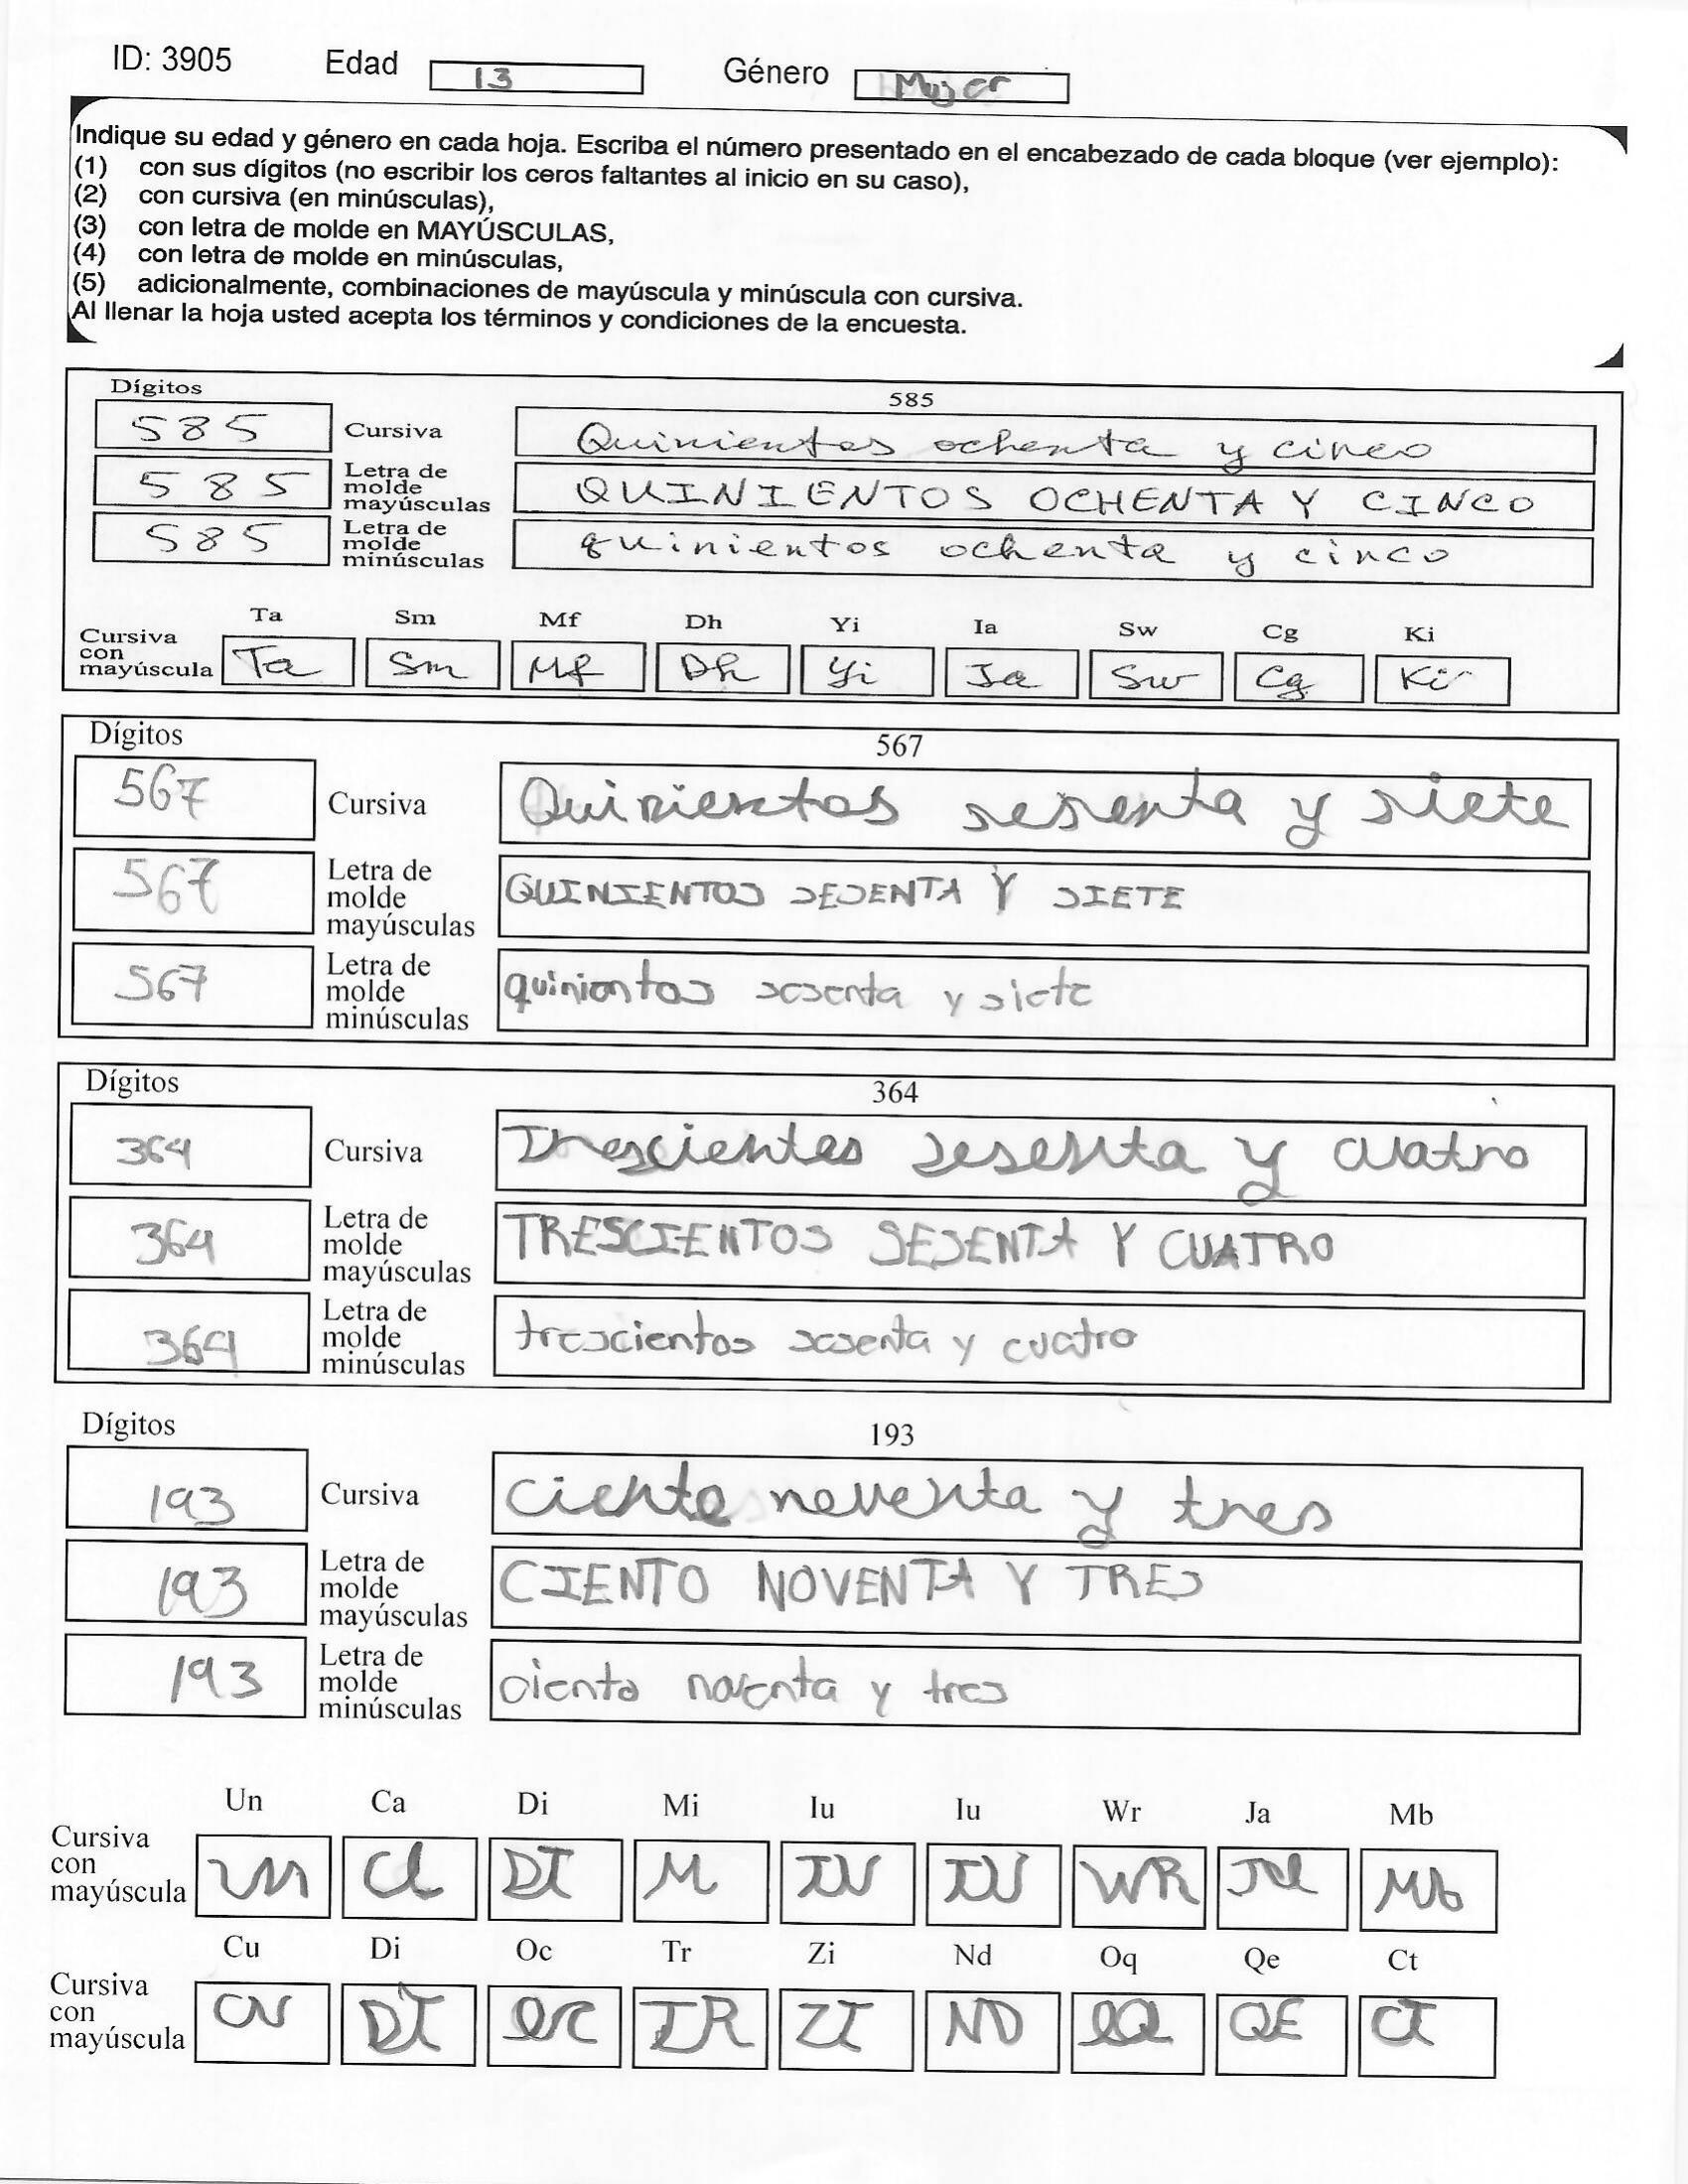 ID: 3905 Edad 13 Género Mujer
Indique su edad y género en cada hoja. Escriba el número presentado en el encabezado de cada bloque (ver ejemplo):
(1) con sus dígitos (no escribir los ceros faltantes al inicio en su caso),
(2) con cursiva (en minúsculas),
(3) con letra de molde en MAYÚSCULAS,
(4) con letra de molde en minúsculas,
(5) adicionalmente, combinaciones de mayúscula y minúscula con cursiva.
Al llenar la hoja usted acepta los términos y condiciones de la encuesta.
Dígitos 585
585 Cursiva Quinientos ochenta y cinco
585 Letra de molde mayúsculas QUINIENTOS OCHENTA Y CINCO
585 Letra de molde minúsculas quinientos ochenta y cinco
Ta Sm Mf Dh Yi Ia Sw Cg Ki
Cursiva con mayúscula Ta Sm Mf Dh Yi Ia Sw Cg Ki
Dígitos 567
567 Cursiva Quinientos sesenta y siete
567 Letra de molde mayúsculas QUINIENTOS SESENTA Y SIETE
567 Letra de molde minúsculas quinientos sesenta y siete
Dígitos 364
364 Cursiva Trescientos sesenta y cuatro
364 Letra de molde mayúsculas TRESCIENTOS SESENTA Y CUATRO
364 Letra de molde minúsculas trescientos sesenta y cuatro
Dígitos 193
193 Cursiva ciento noventa y tres
193 Letra de molde mayúsculas CIENTO NOVENTA Y TRES
193 Letra de molde minúsculas ciento noventa y tres
Un Ca Di Mi Iu Iu Wr Ja Mb
Cursiva con mayúscula Un Ca DI M IU IU WR Ja Mb
Cu Di Oc Tr Zi Nd Oq Qe Ct
Cursiva con mayúscula CU DI OC TR ZI ND OQ QE CT